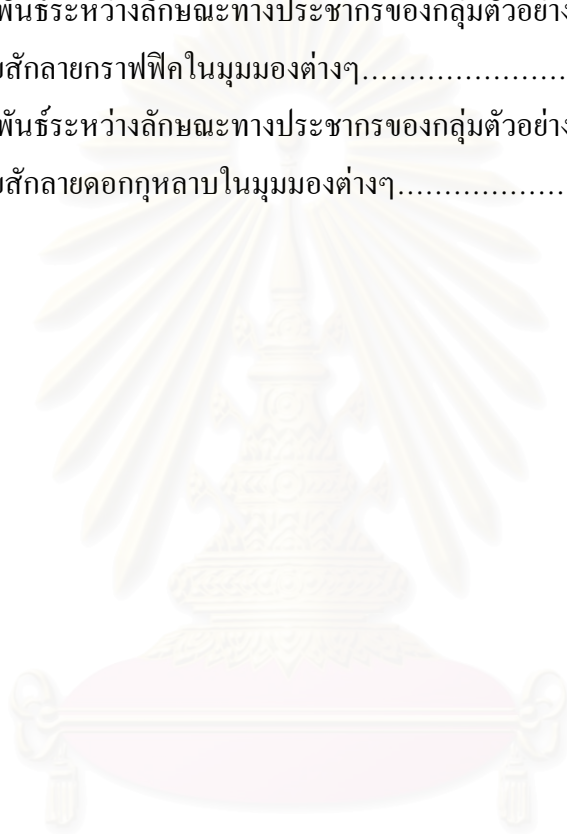 พันธ์ระหว่างลักษณะทางประชากรของกลุ่มตัวอย่าง
ยสักลายกราฟฟิคในมุมมองต่างๆ......................
พันธ์ระหว่างลักษณะทางประชากรของกลุ่มตัวอย่าง
ยสักลายดอกกุหลาบในมุมมองต่างๆ..................